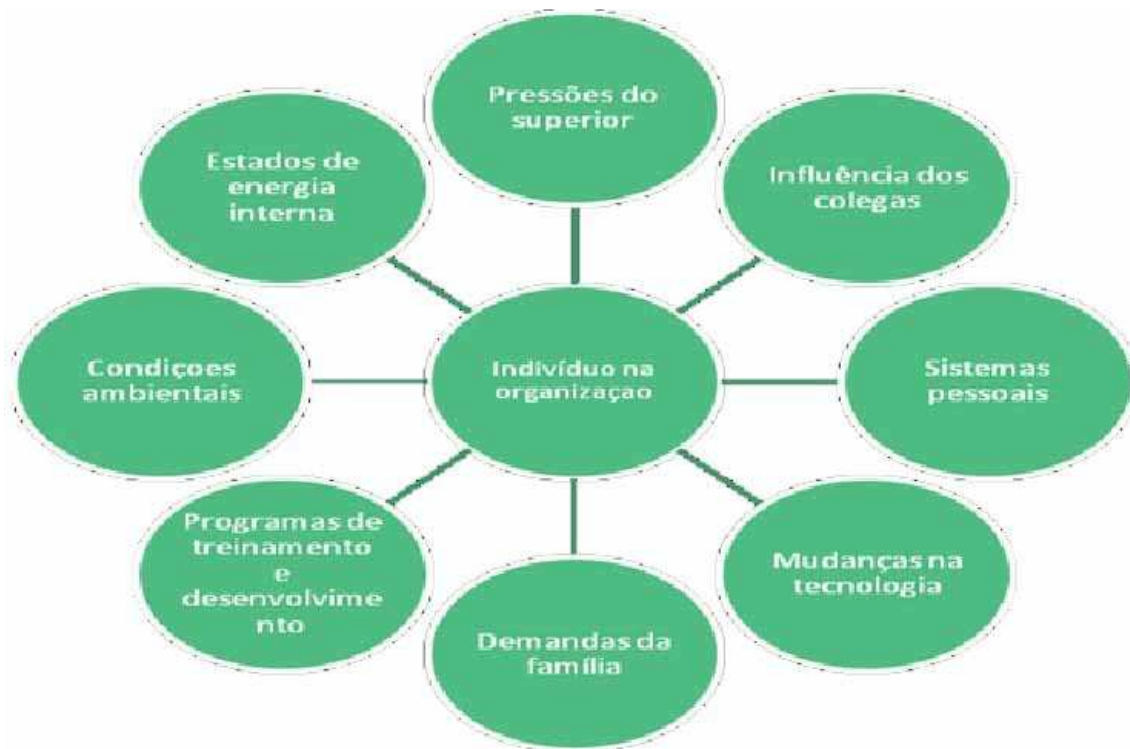 Pressões do
superior
Influência dos
colegas
Sistemas
pessoais
Mudanças na
tecnologia
Demandas da
família
Programas de
treinamento
e
desenvolvime
nto
Condiçoes
ambientais
Estados de
energia
interna
Indivíduo na
organizaçao